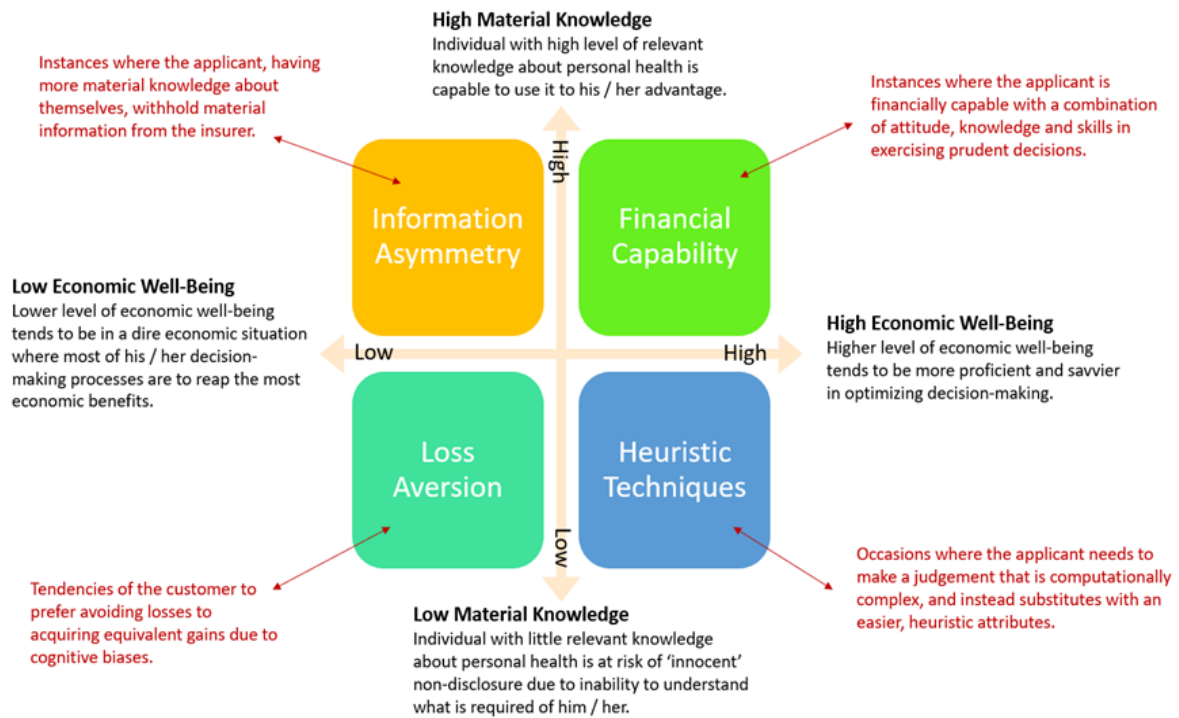 High Material Knowledge
Individual with high level of relevant
knowledge about personal health is
capable to use it to his / her advantage.
Instances where the applicant, having
more material knowledge about
themselves, withhold material
information from the insurer.
Instances where the applicant is
financially capable with a combination
of attitude, knowledge and skills in
exercising prudent decisions.
High
Information
Asymmetry
Financial
Capability
Low Economic Well-Being
Lower level of economic well-being
tends to be in a dire economic situation
where most of his / her decision-
making processes are to reap the most
economic benefits.
Low
High
High Economic Well-Being
Higher level of economic well-being
tends to be more proficient and savvier
in optimizing decision-making.
Loss
Aversion
Heuristic
Techniques
Low
Tendencies of the customer to
prefer avoiding losses to
acquiring equivalent gains due to
cognitive biases.
Occasions where the applicant needs to
make a judgement that is computationally
complex, and instead substitutes with an
easier, heuristic attributes.
Low Material Knowledge
Individual with little relevant knowledge
about personal health is at risk of ‘innocent’
non-disclosure due to inability to understand
what is required of him / her.